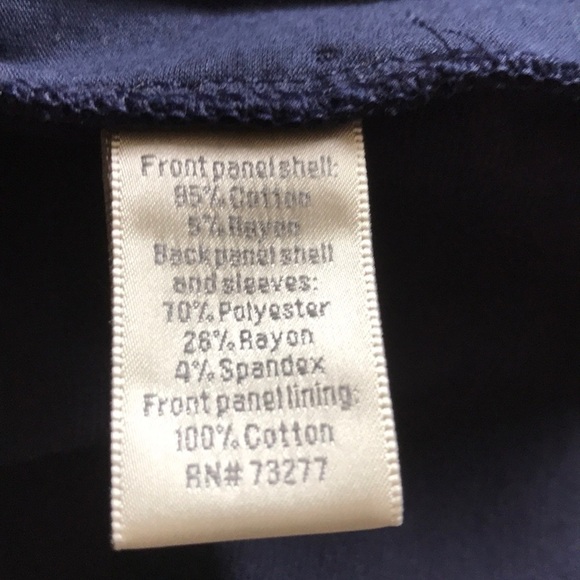 Front panel shell:
95% Cotton
5% Rayon
Back panel shell
and sleeves:
70% Polyester
26% Rayon
4% Spandex
Front panel lining:
100% Cotton
RN# 73277